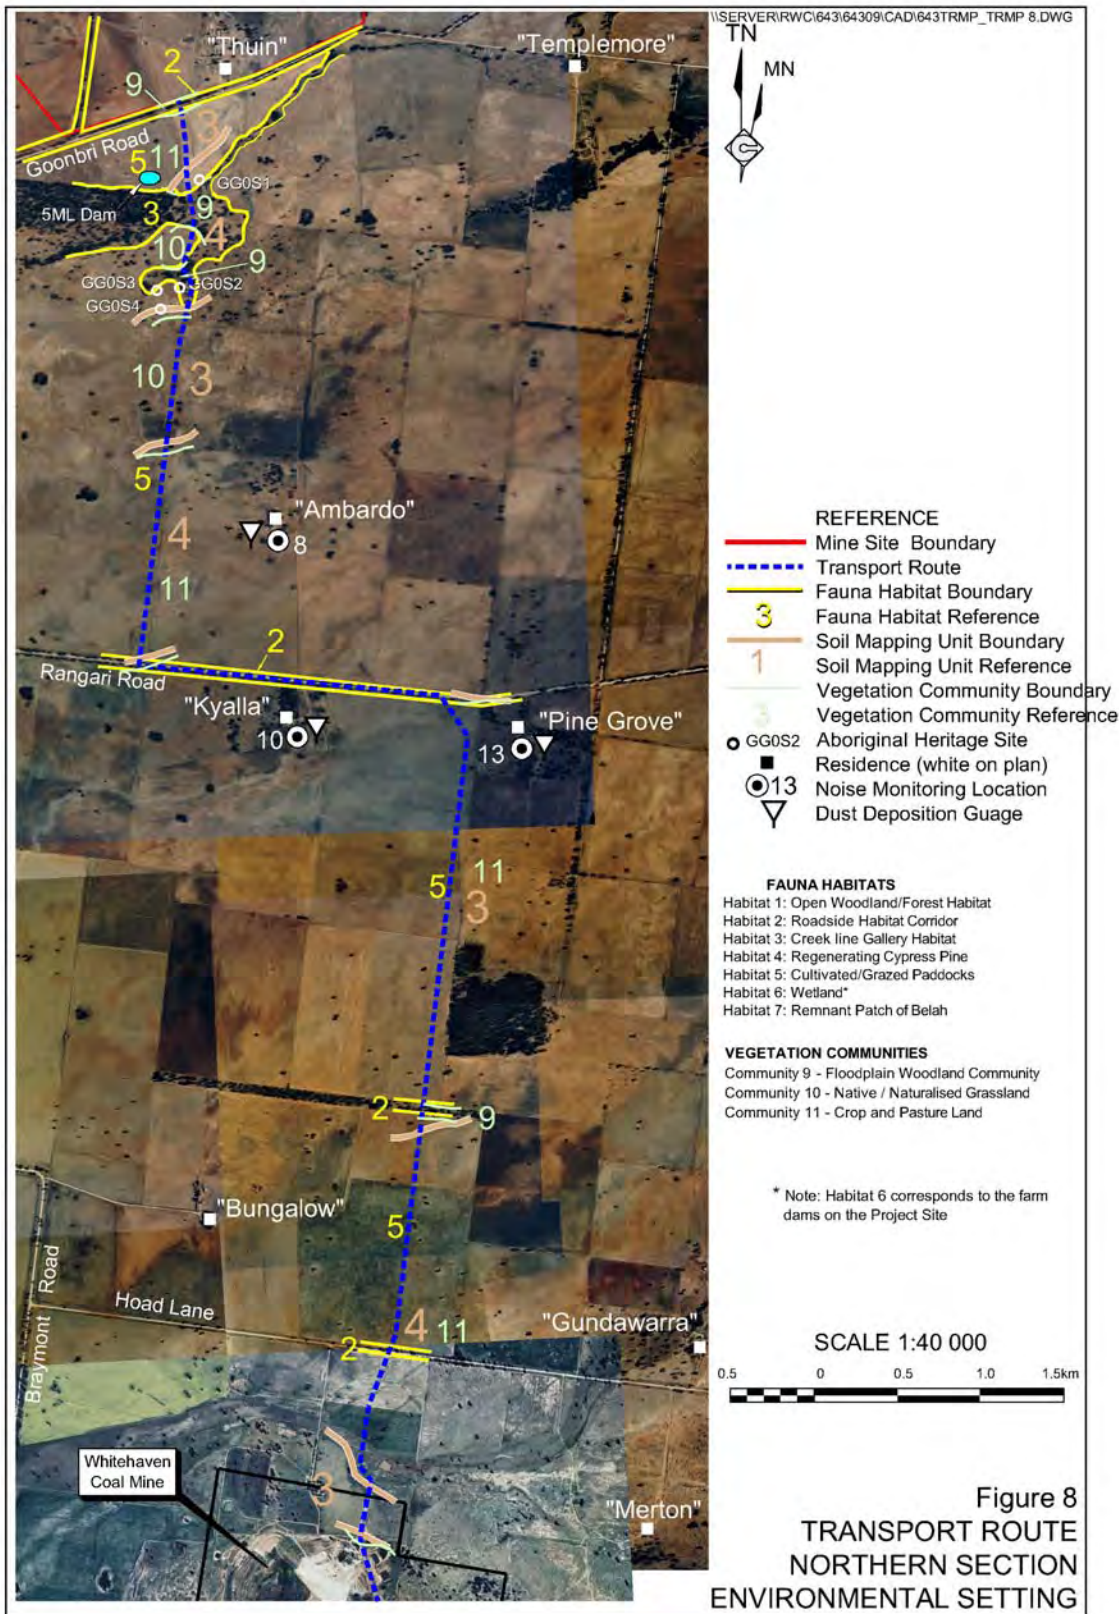 \\SERVER\RWC\643\64309\CAD\643TRMP_TRMP 8.DWG
TN
MN
"Thuin"
"Templemore"
2
9
3
Goonbri Road
5 11
GG0S1
5ML Dam
3
9
4
10
9
GG0S3
GG0S2
GG0S4
10
3
5
"Ambardo"
8
4
11
2
Rangari Road
"Kyalla"
10
"Pine Grove"
13
11
5
3
2
9
"Bungalow"
5
Braymont Road
Hoad Lane
4
11
"Gundawarra"
2
Whitehaven
Coal Mine
3
"Merton"
REFERENCE
Mine Site Boundary
Transport Route
Fauna Habitat Boundary
3 Fauna Habitat Reference
Soil Mapping Unit Boundary
1 Soil Mapping Unit Reference
Vegetation Community Boundary
3 Vegetation Community Reference
GG0S2 Aboriginal Heritage Site
Residence (white on plan)
13 Noise Monitoring Location
Dust Deposition Guage
FAUNA HABITATS
Habitat 1: Open Woodland/Forest Habitat
Habitat 2: Roadside Habitat Corridor
Habitat 3: Creek line Gallery Habitat
Habitat 4: Regenerating Cypress Pine
Habitat 5: Cultivated/Grazed Paddocks
Habitat 6: Wetland*
Habitat 7: Remnant Patch of Belah
VEGETATION COMMUNITIES
Community 9 - Floodplain Woodland Community
Community 10 - Native / Naturalised Grassland
Community 11 - Crop and Pasture Land
* Note: Habitat 6 corresponds to the farm
dams on the Project Site
SCALE 1:40 000
0.5 0 0.5 1.0 1.5km
Figure 8
TRANSPORT ROUTE
NORTHERN SECTION
ENVIRONMENTAL SETTING